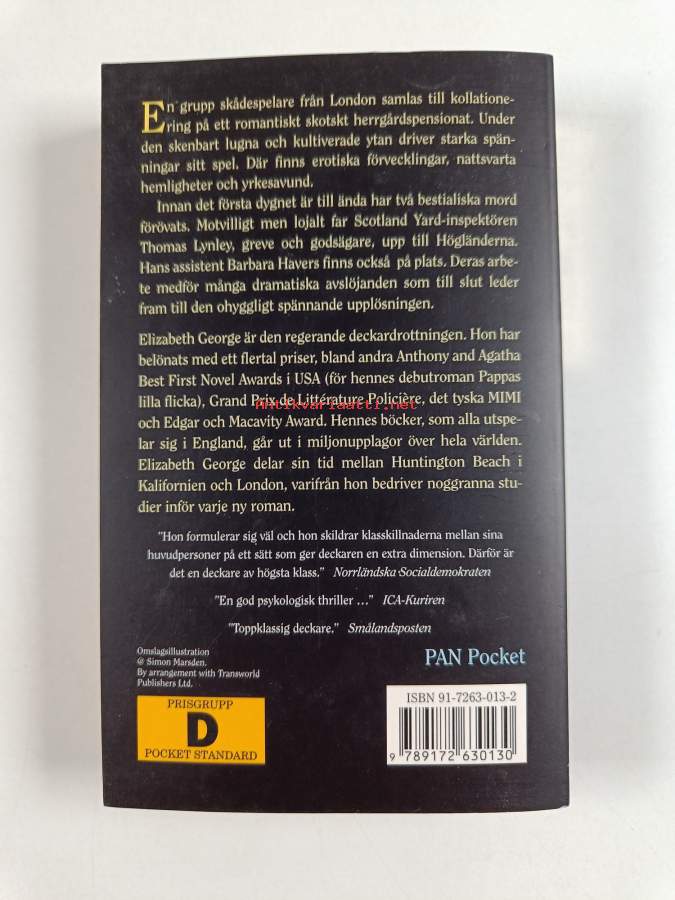 En grupp skådespelare från London samlas till kollatione-
ring på ett romantiskt skotskt herrgårdspensionat. Under
den skenbart lugna och kultiverade ytan driver starka spän-
ningar sitt spel. Där finns erotiska förvecklingar, nattsvarta
hemligheter och yrkesavund.
Innan det första dygnet är till ända har två bestialiska mord
förövats. Motvilligt men lojalt far Scotland Yard-inspektören
Thomas Lynley, greve och godsägare, upp till Högländerna.
Hans assistent Barbara Havers finns också på plats. Deras arbe-
te medför många dramatiska avslöjanden som till slut leder
fram till den ohyggligt spännande upplösningen.
Elizabeth George är den regerande deckardrottningen. Hon har
belönats med ett flertal priser, bland andra Anthony and Agatha
Best First Novel Awards i USA (för hennes debutroman Pappas
lilla flicka), Grand Prix de Littérature Policière, det tyska MIMI
antikvariaatti.net
och Edgar och Macavity Award. Hennes böcker, som alla utspe-
lar sig i England, går ut i miljonupplagor över hela världen.
Elizabeth George delar sin tid mellan Huntington Beach i
Kalifornien och London, varifrån hon bedriver noggranna stu-
dier inför varje ny roman.
"Hon formulerar sig väl och hon skildrar klasskillnaderna mellan sina
huvudpersoner på ett sätt som ger deckaren en extra dimension. Därför är
det en deckare av högsta klass." Norrländska Socialdemokraten
"En god psykologisk thriller ..." ICA-Kuriren
"Toppklassig deckare." Smålandsposten
Omslagsillustration
@ Simon Marsden.
By arrangement with Transworld
Publishers Ltd.
PAN Pocket
PRISGRUPP
D
POCKET STANDARD
ISBN 91-7263-013-2
9 789172 630130